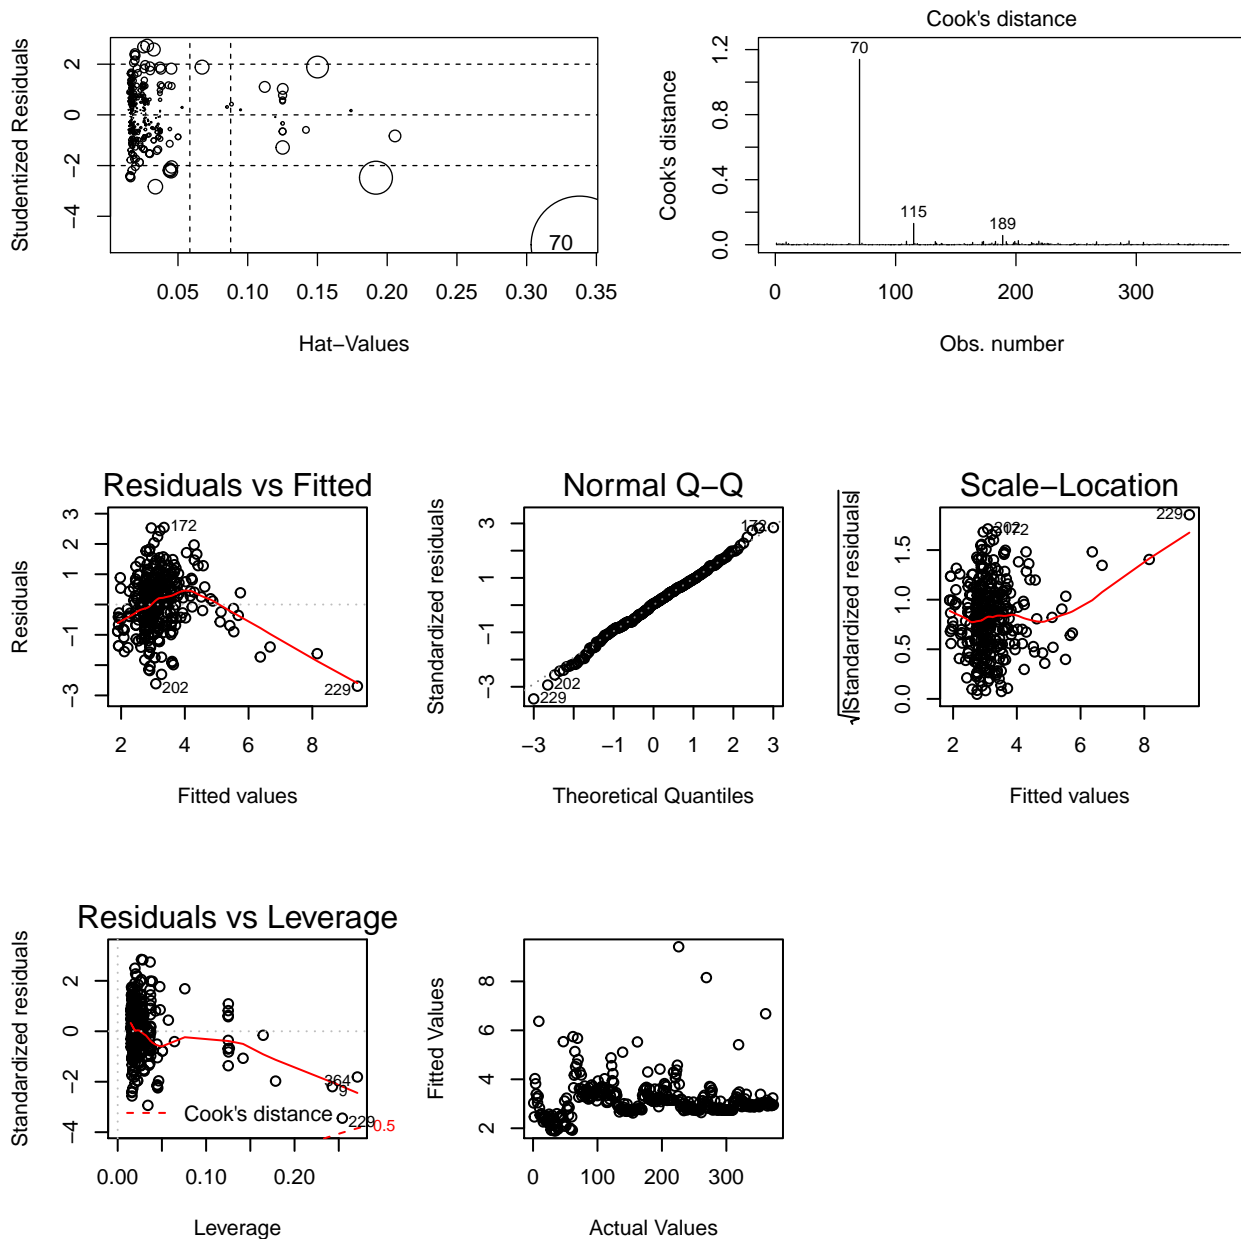 Studentized Residuals
2
0
−2
−4
70
0.05 0.10 0.15 0.20 0.25 0.30 0.35
Hat−Values
Cook's distance
Cook's distance
1.2
0.8
0.4
0.0
70
115
189
0 100 200 300
Obs. number
Residuals vs Fitted
Residuals
3
2
1
−1
−3
172
202
229
2 4 6 8
Fitted values
Normal Q−Q
Standardized residuals
3
1
−1
−3
172
202
229
−3 −1 0 1 2 3
Theoretical Quantiles
Scale−Location
√|Standardized residuals|
1.5
1.0
0.5
0.0
229
202
172
2 4 6 8
Fitted values
Residuals vs Leverage
Standardized residuals
2
0
−2
−4
364
9
229
0.5
Cook's distance
0.00 0.10 0.20
Leverage
Fitted Values
8
6
4
2
0 100 200 300
Actual Values